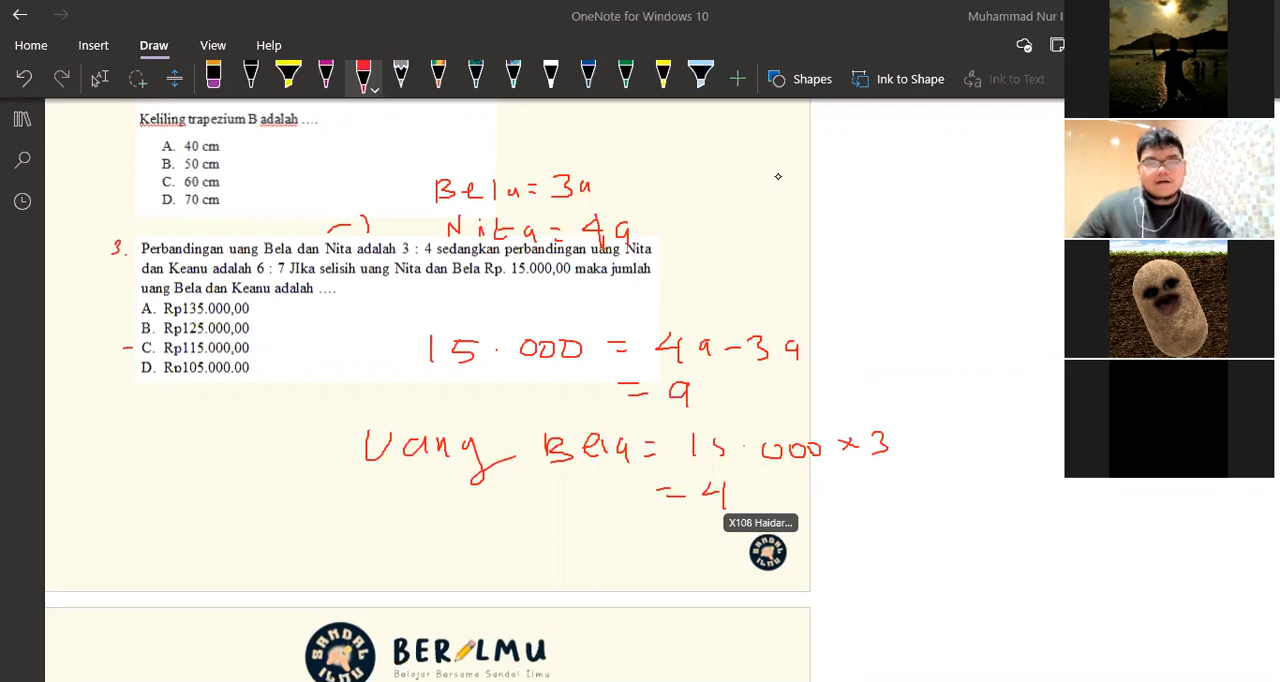 OneNote for Windows 10
Muhammad Nur I
Home Insert Draw View Help
Shapes Ink to Shape Ink to Text
Keliling trapezium B adalah ....
A. 40 cm
B. 50 cm
C. 60 cm
D. 70 cm
Bela = 3a
Nita = 4a
3. Perbandingan uang Bela dan Nita adalah 3 : 4 sedangkan perbandingan uang Nita
dan Keanu adalah 6 : 7 JIka selisih uang Nita dan Bela Rp. 15.000,00 maka jumlah
uang Bela dan Keanu adalah ....
A. Rp135.000,00
B. Rp125.000,00
C. Rp115.000,00
D. Rp105.000.00
15.000 = 4a - 3a
= a
Uang Bela = 15.000 × 3
= 4
X108 Haidar...
SANDAL ILMU
SANDAL ILMU
BERILMU
Belajar Bersama Sandal Ilmu